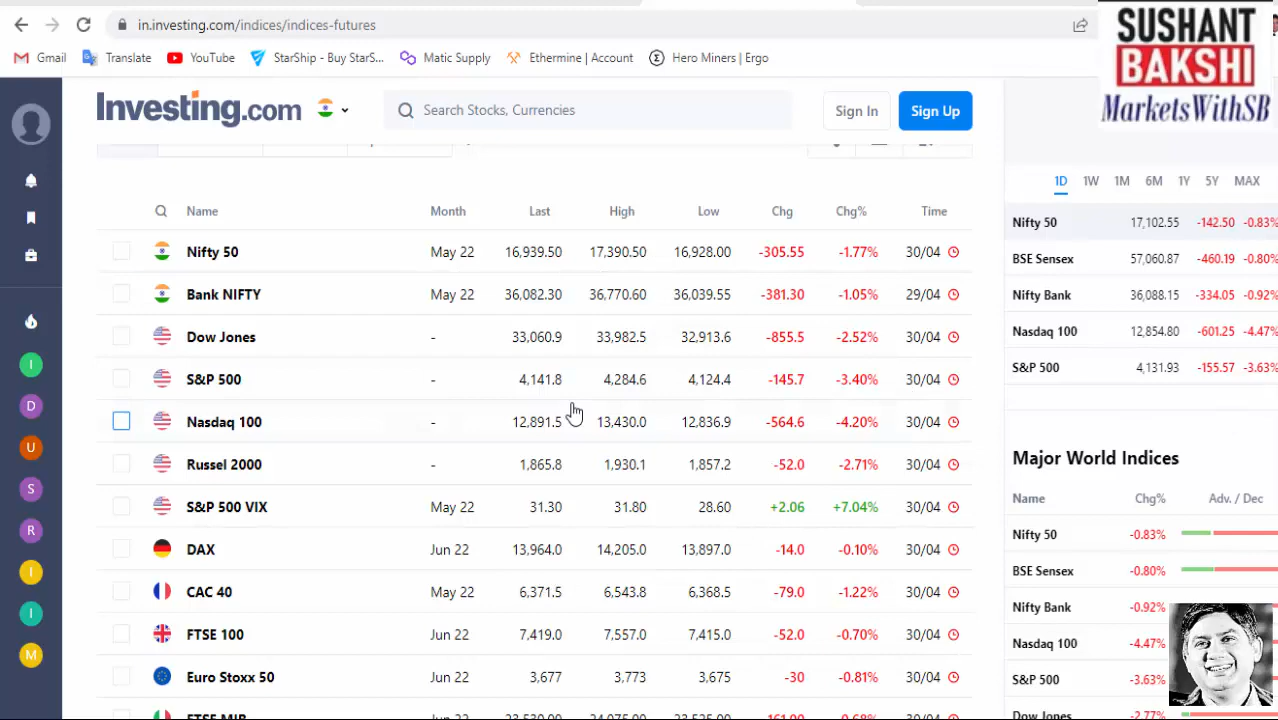 in.investing.com/indices/indices-futures
Gmail Translate YouTube StarShip - Buy StarS... Matic Supply Ethermine | Account Hero Miners | Ergo
SUSHANT
BAKSHI
MarketsWithSB
Investing.com Search Stocks, Currencies Sign In Sign Up
1D 1W 1M 6M 1Y 5Y MAX
Name Month Last High Low Chg Chg% Time
Nifty 50 May 22 16,939.50 17,390.50 16,928.00 -305.55 -1.77% 30/04
Bank NIFTY May 22 36,082.30 36,770.60 36,039.55 -381.30 -1.05% 29/04
Dow Jones - 33,060.9 33,982.5 32,913.6 -855.5 -2.52% 30/04
S&P 500 - 4,141.8 4,284.6 4,124.4 -145.7 -3.40% 30/04
Nasdaq 100 - 12,891.5 13,430.0 12,836.9 -564.6 -4.20% 30/04
Russel 2000 - 1,865.8 1,930.1 1,857.2 -52.0 -2.71% 30/04
S&P 500 VIX May 22 31.30 31.80 28.60 +2.06 +7.04% 30/04
DAX Jun 22 13,964.0 14,205.0 13,897.0 -14.0 -0.10% 30/04
CAC 40 May 22 6,371.5 6,543.8 6,368.5 -79.0 -1.22% 30/04
FTSE 100 Jun 22 7,419.0 7,557.0 7,415.0 -52.0 -0.70% 30/04
Euro Stoxx 50 Jun 22 3,677 3,773 3,675 -30 -0.81% 30/04
I
D
U
S
R
I
I
M
Nifty 50 17,102.55 -142.50 -0.83%
BSE Sensex 57,060.87 -460.19 -0.80%
Nifty Bank 36,088.15 -334.05 -0.92%
Nasdaq 100 12,854.80 -601.25 -4.47%
S&P 500 4,131.93 -155.57 -3.63%
Major World Indices
Name Chg% Adv. / Dec
Nifty 50 -0.83%
BSE Sensex -0.80%
Nifty Bank -0.92%
Nasdaq 100 -4.47%
S&P 500 -3.63%
Dow Jones -2.77%